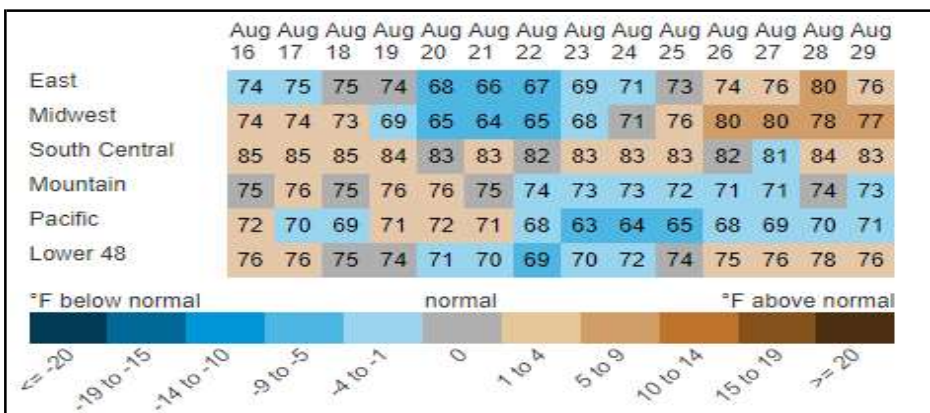 Aug Aug Aug Aug Aug Aug Aug Aug Aug Aug Aug Aug Aug Aug
16 17 18 19 20 21 22 23 24 25 26 27 28 29
East 74 75 75 74 68 66 67 69 71 73 74 76 80 76
Midwest 74 74 73 69 65 64 65 68 71 76 80 80 78 77
South Central 85 85 85 84 83 83 82 83 83 83 82 81 84 83
Mountain 75 76 75 76 76 75 74 73 73 72 71 71 74 73
Pacific 72 70 69 71 72 71 68 63 64 65 68 69 70 71
Lower 48 76 76 75 74 71 70 69 70 72 74 75 76 78 76
°F below normal normal °F above normal
<= -20 -19 to -15 -14 to -10 -9 to -5 -4 to -1 0 1 to 4 5 to 9 10 to 14 15 to 19 >= 20